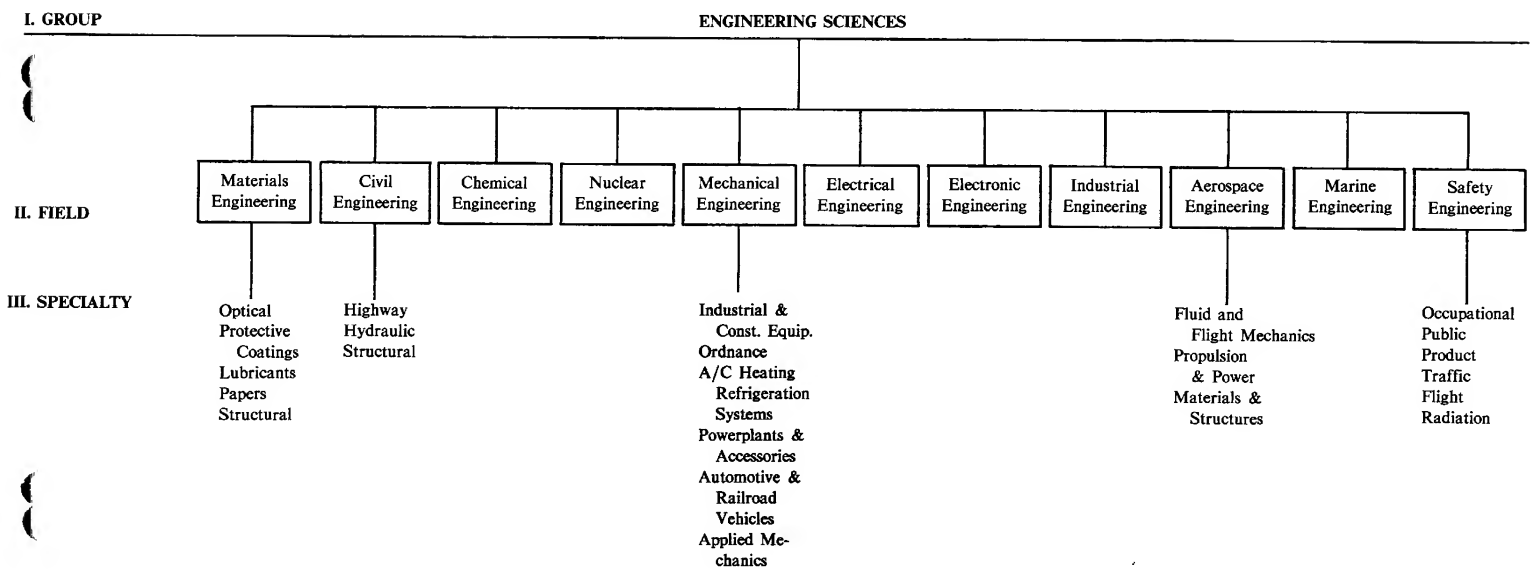 I. GROUP
ENGINEERING SCIENCES
II. FIELD
Materials
Engineering
Civil
Engineering
Chemical
Engineering
Nuclear
Engineering
Mechanical
Engineering
Electrical
Engineering
Electronic
Engineering
Industrial
Engineering
Aerospace
Engineering
Marine
Engineering
Safety
Engineering
III. SPECIALTY
Optical
Protective
Coatings
Lubricants
Papers
Structural
Highway
Hydraulic
Structural
Industrial &
Const. Equip.
Ordnance
A/C Heating
Refrigeration
Systems
Powerplants &
Accessories
Automotive &
Railroad
Vehicles
Applied Me-
chanics
Fluid and
Flight Mechanics
Propulsion
& Power
Materials &
Structures
Occupational
Public
Product
Traffic
Flight
Radiation